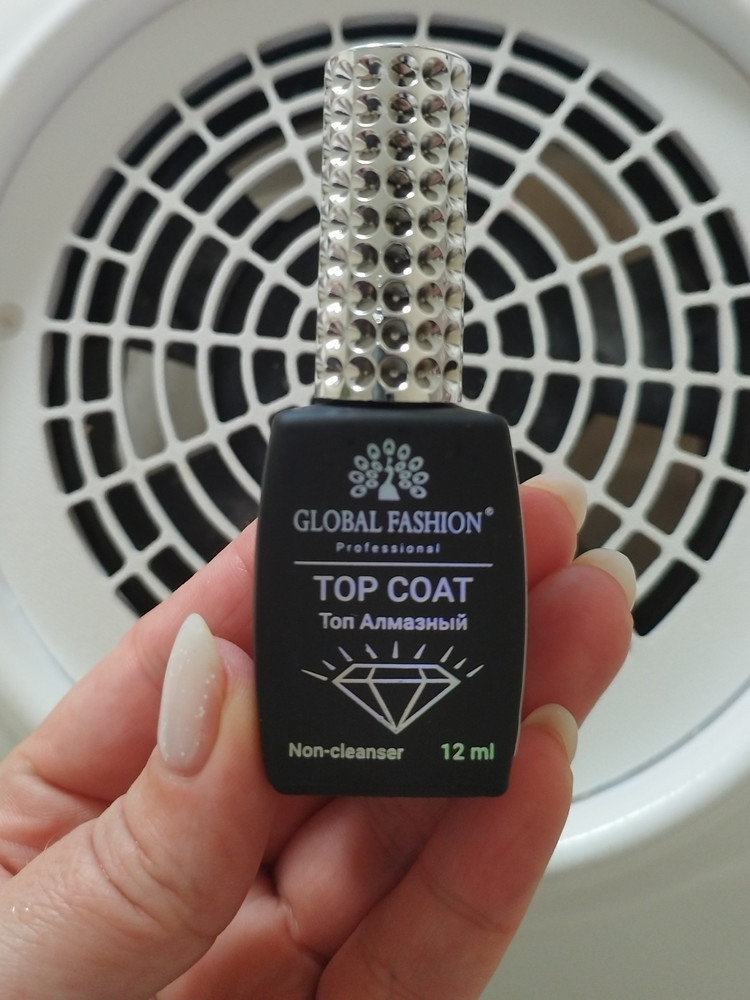 GLOBAL FASHION®
Professional
TOP COAT
Топ Алмазный
Non-cleanser 12 ml